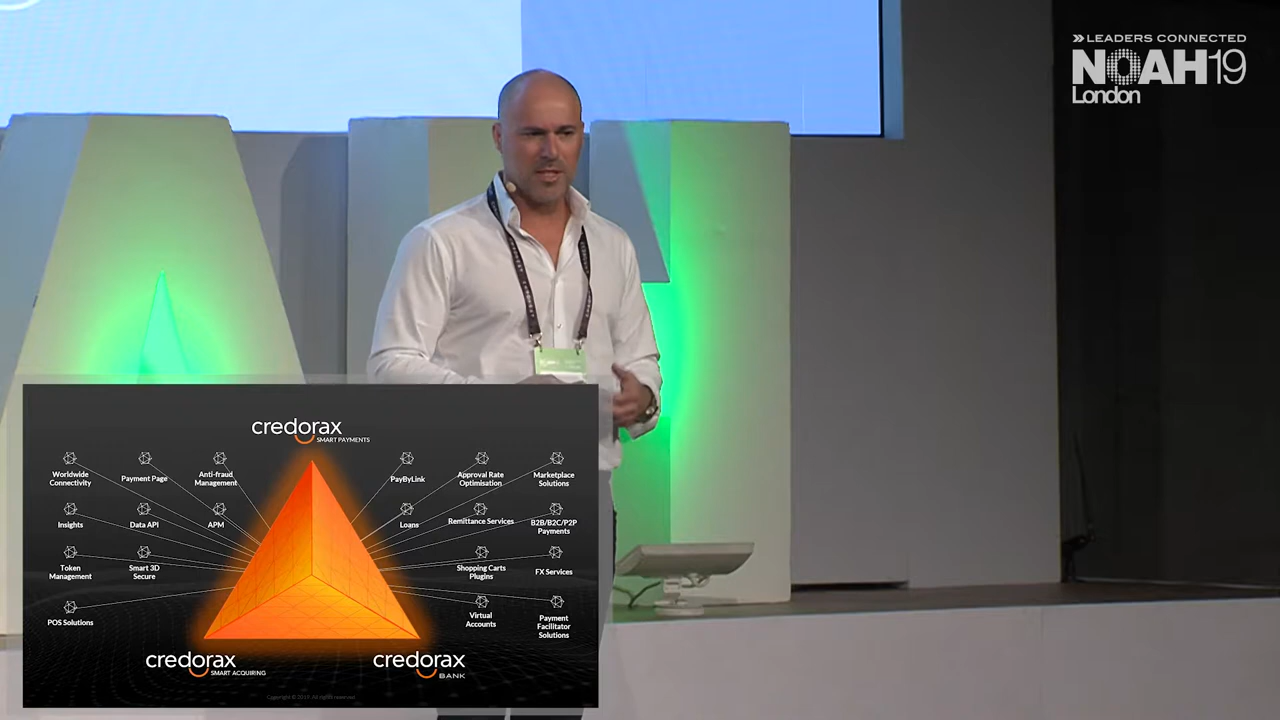 LEADERS CONNECTED
NOAH19
London
credorax
SMART PAYMENTS
Worldwide
Connectivity
Payment Page
Anti-fraud
Management
PayByLink
Approval Rate
Optimisation
Marketplace
Solutions
Insights
Data API
APM
Loans
Remittance Services
B2B/B2C/P2P
Payments
Token
Management
Smart 3D
Secure
Shopping Carts
Plugins
FX Services
POS Solutions
Virtual
Accounts
Payment
Facilitator
Solutions
credorax
SMART ACQUIRING
credorax
BANK